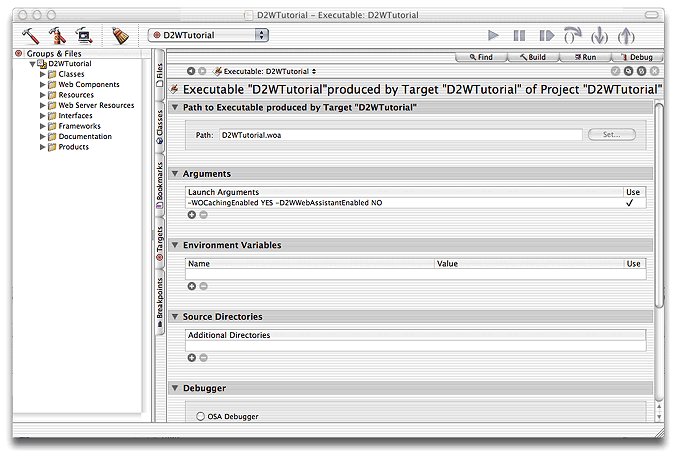 D2WTutorial – Executable: D2WTutorial
D2WTutorial
Find
Build
Run
Debug
Groups & Files
D2WTutorial
Classes
Web Components
Resources
Web Server Resources
Interfaces
Frameworks
Documentation
Products
Files
Classes
Bookmarks
Targets
Breakpoints
Executable: D2WTutorial
Executable "D2WTutorial"produced by Target "D2WTutorial" of Project "D2WTutorial"
Path to Executable produced by Target "D2WTutorial"
Path: D2WTutorial.woa Set...
Arguments
Launch Arguments Use
-WOCachingEnabled YES -D2WWebAssistantEnabled NO
Environment Variables
Name Value Use
Source Directories
Additional Directories
Debugger
OSA Debugger